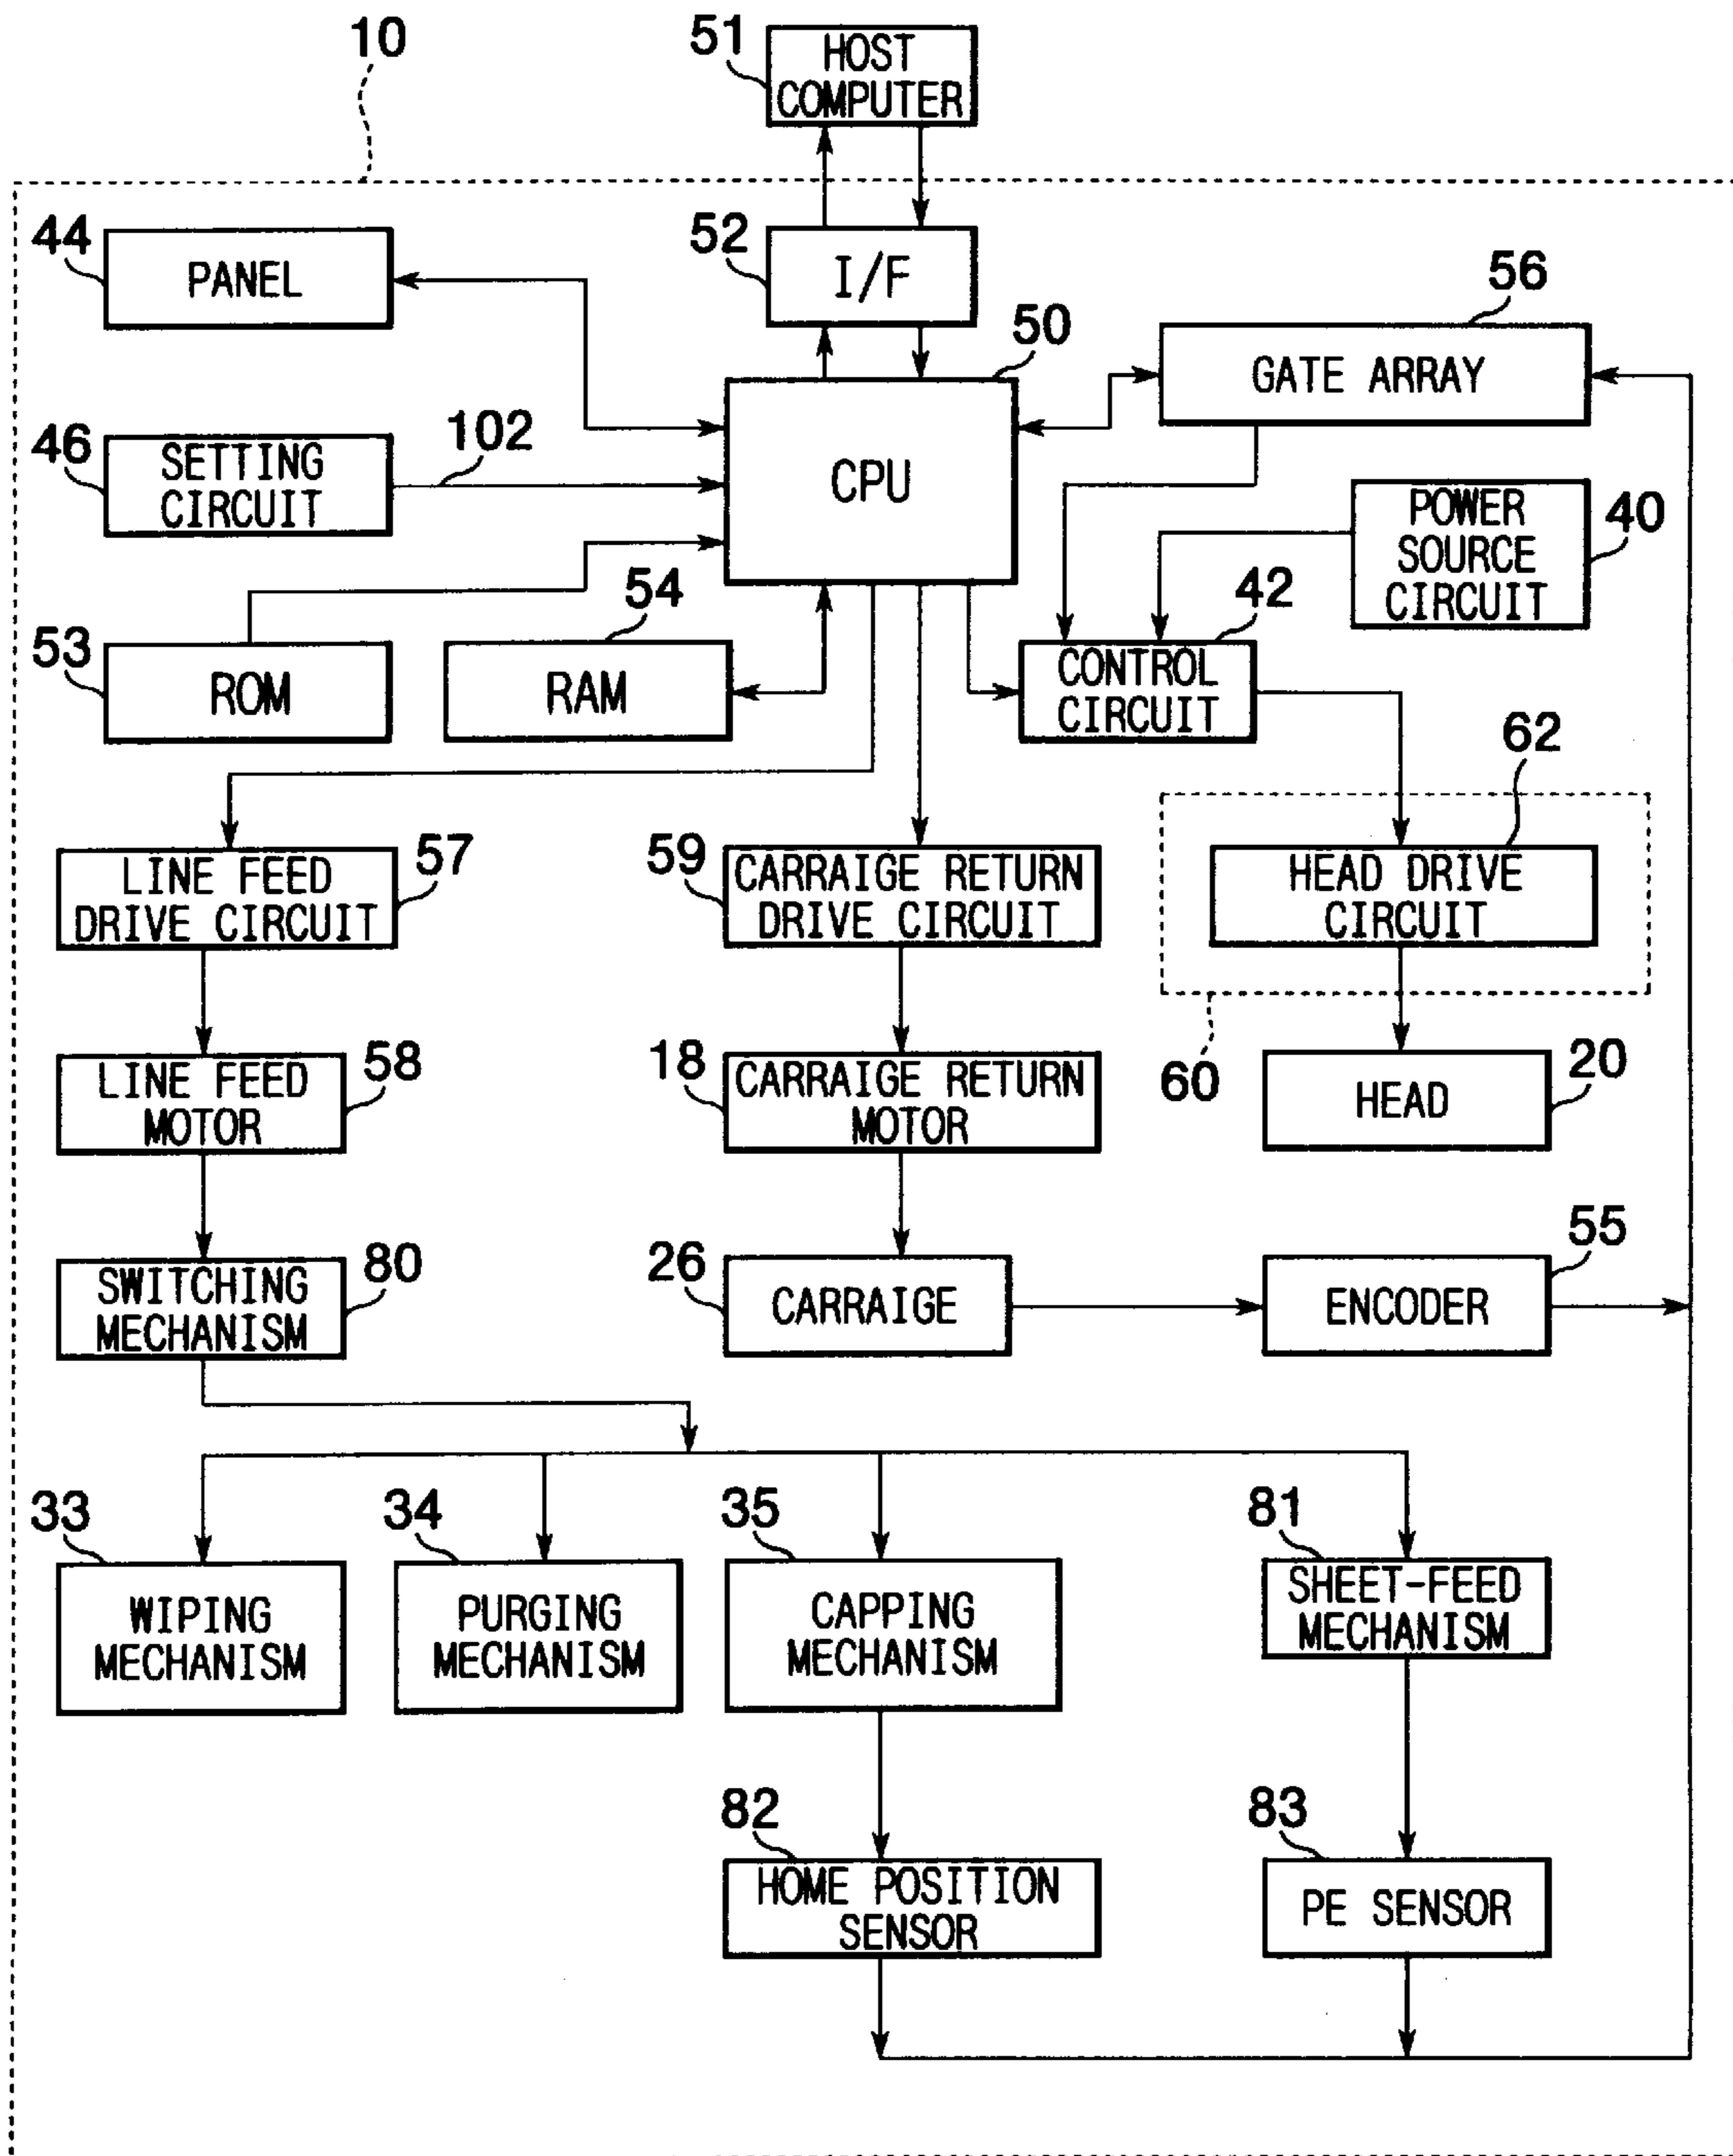 10
51
HOST
COMPUTER
44
PANEL
52
I/F
56
GATE ARRAY
50
CPU
46
SETTING
CIRCUIT
102
POWER
SOURCE
CIRCUIT
40
53
ROM
54
RAM
42
CONTROL
CIRCUIT
62
LINE FEED
DRIVE CIRCUIT
57
59
CARRAIGE RETURN
DRIVE CIRCUIT
HEAD DRIVE
CIRCUIT
60
LINE FEED
MOTOR
58
18
CARRAIGE RETURN
MOTOR
HEAD
20
SWITCHING
MECHANISM
80
26
CARRAIGE
ENCODER
55
33
WIPING
MECHANISM
34
PURGING
MECHANISM
35
CAPPING
MECHANISM
81
SHEET-FEED
MECHANISM
82
HOME POSITION
SENSOR
83
PE SENSOR